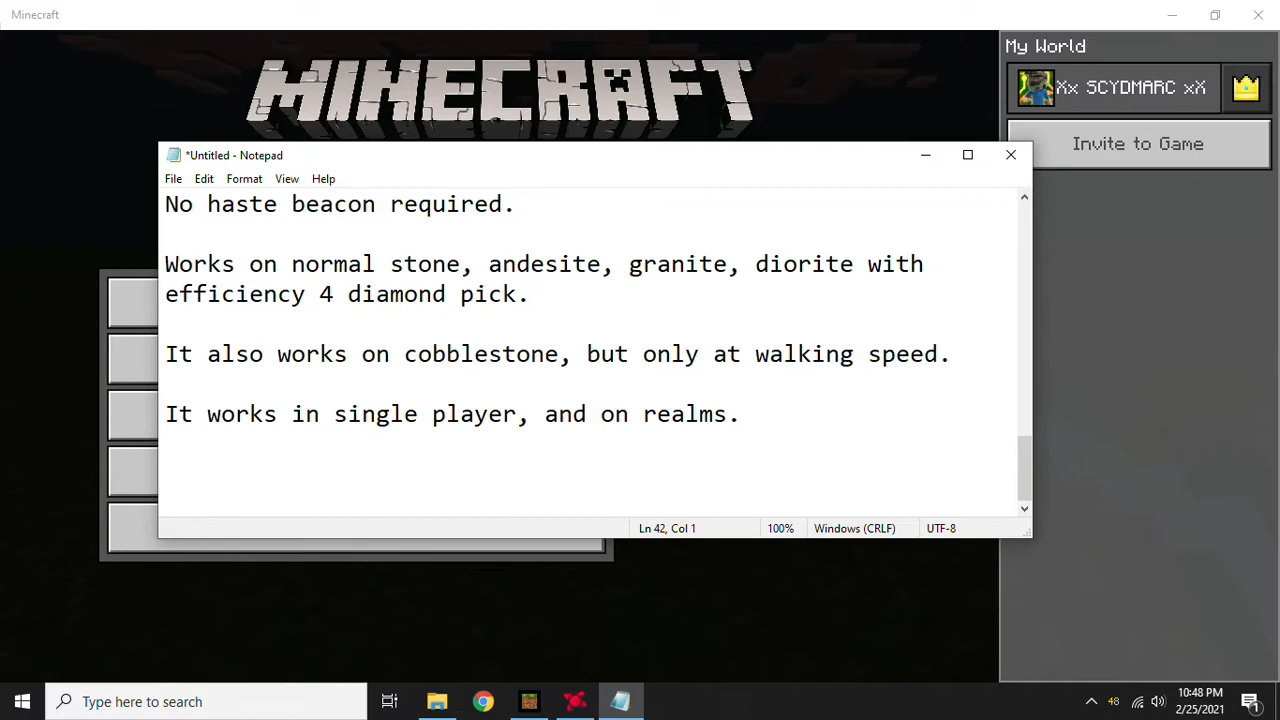 Minecraft
My World
MINECRAFT
Xx SCYDMARC xX
Invite to Game
*Untitled - Notepad
File Edit Format View Help
No haste beacon required.
Works on normal stone, andesite, granite, diorite with
efficiency 4 diamond pick.
It also works on cobblestone, but only at walking speed.
It works in single player, and on realms.
Ln 42, Col 1 100% Windows (CRLF) UTF-8
Type here to search
48
10:48 PM
2/25/2021
1